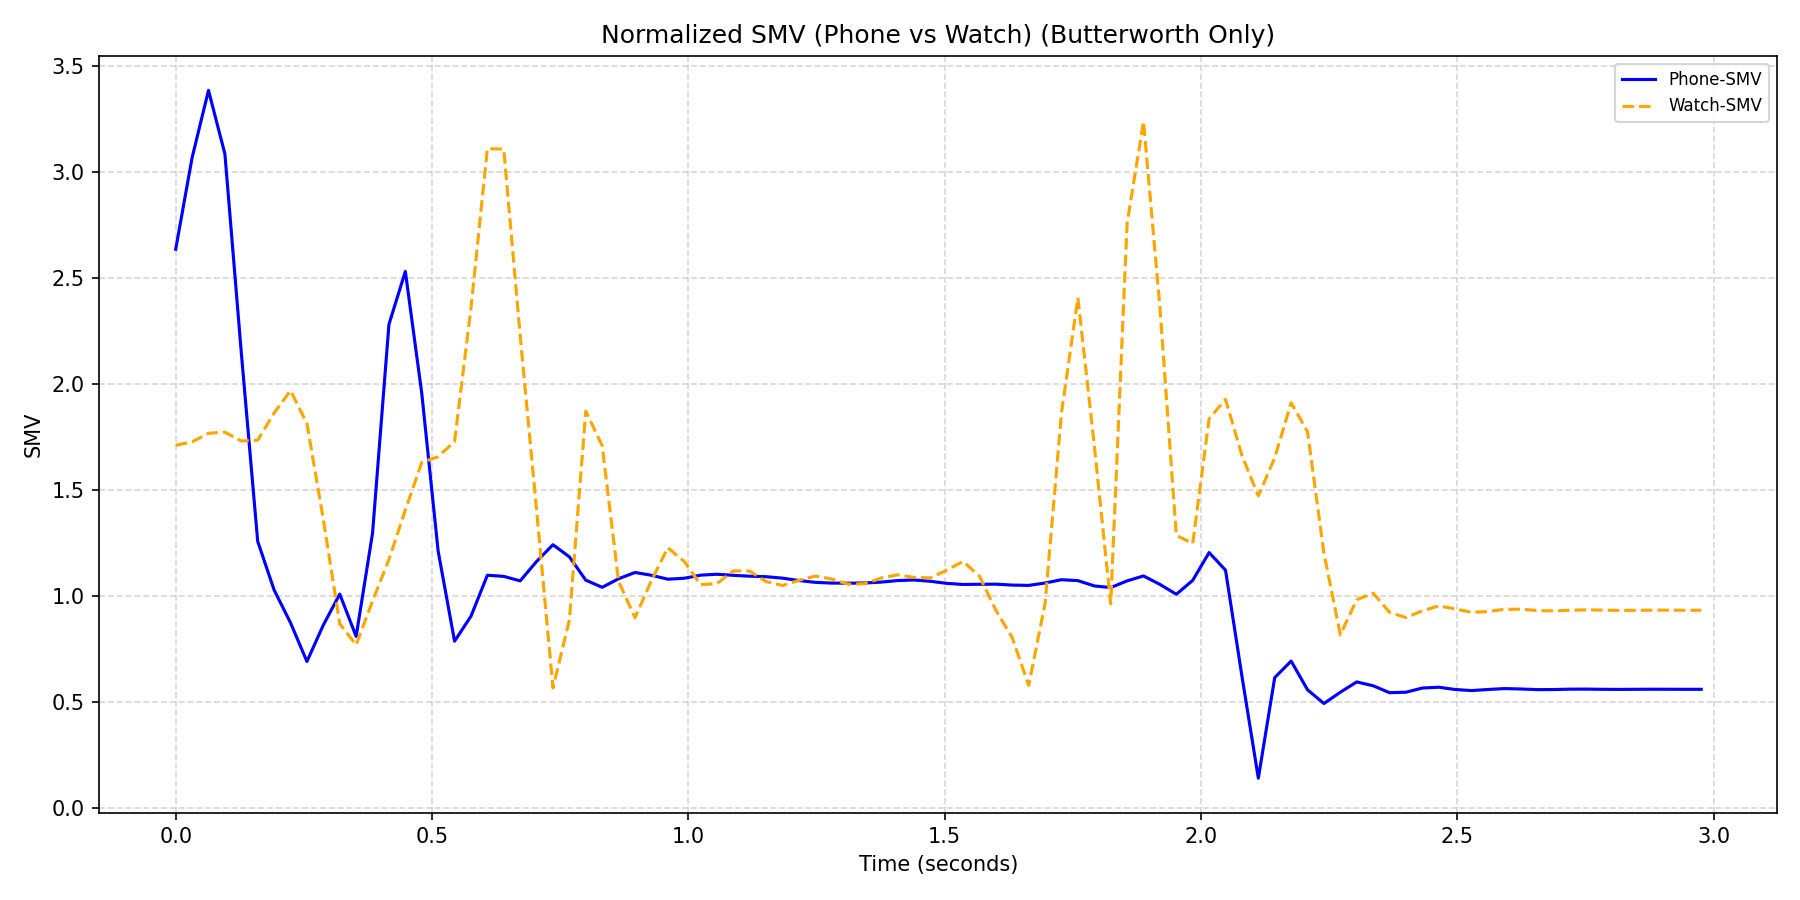 Normalized SMV (Phone vs Watch) (Butterworth Only)
Phone-SMV
Watch-SMV
SMV
3.5
3.0
2.5
2.0
1.5
1.0
0.5
0.0
0.0 0.5 1.0 1.5 2.0 2.5 3.0
Time (seconds)